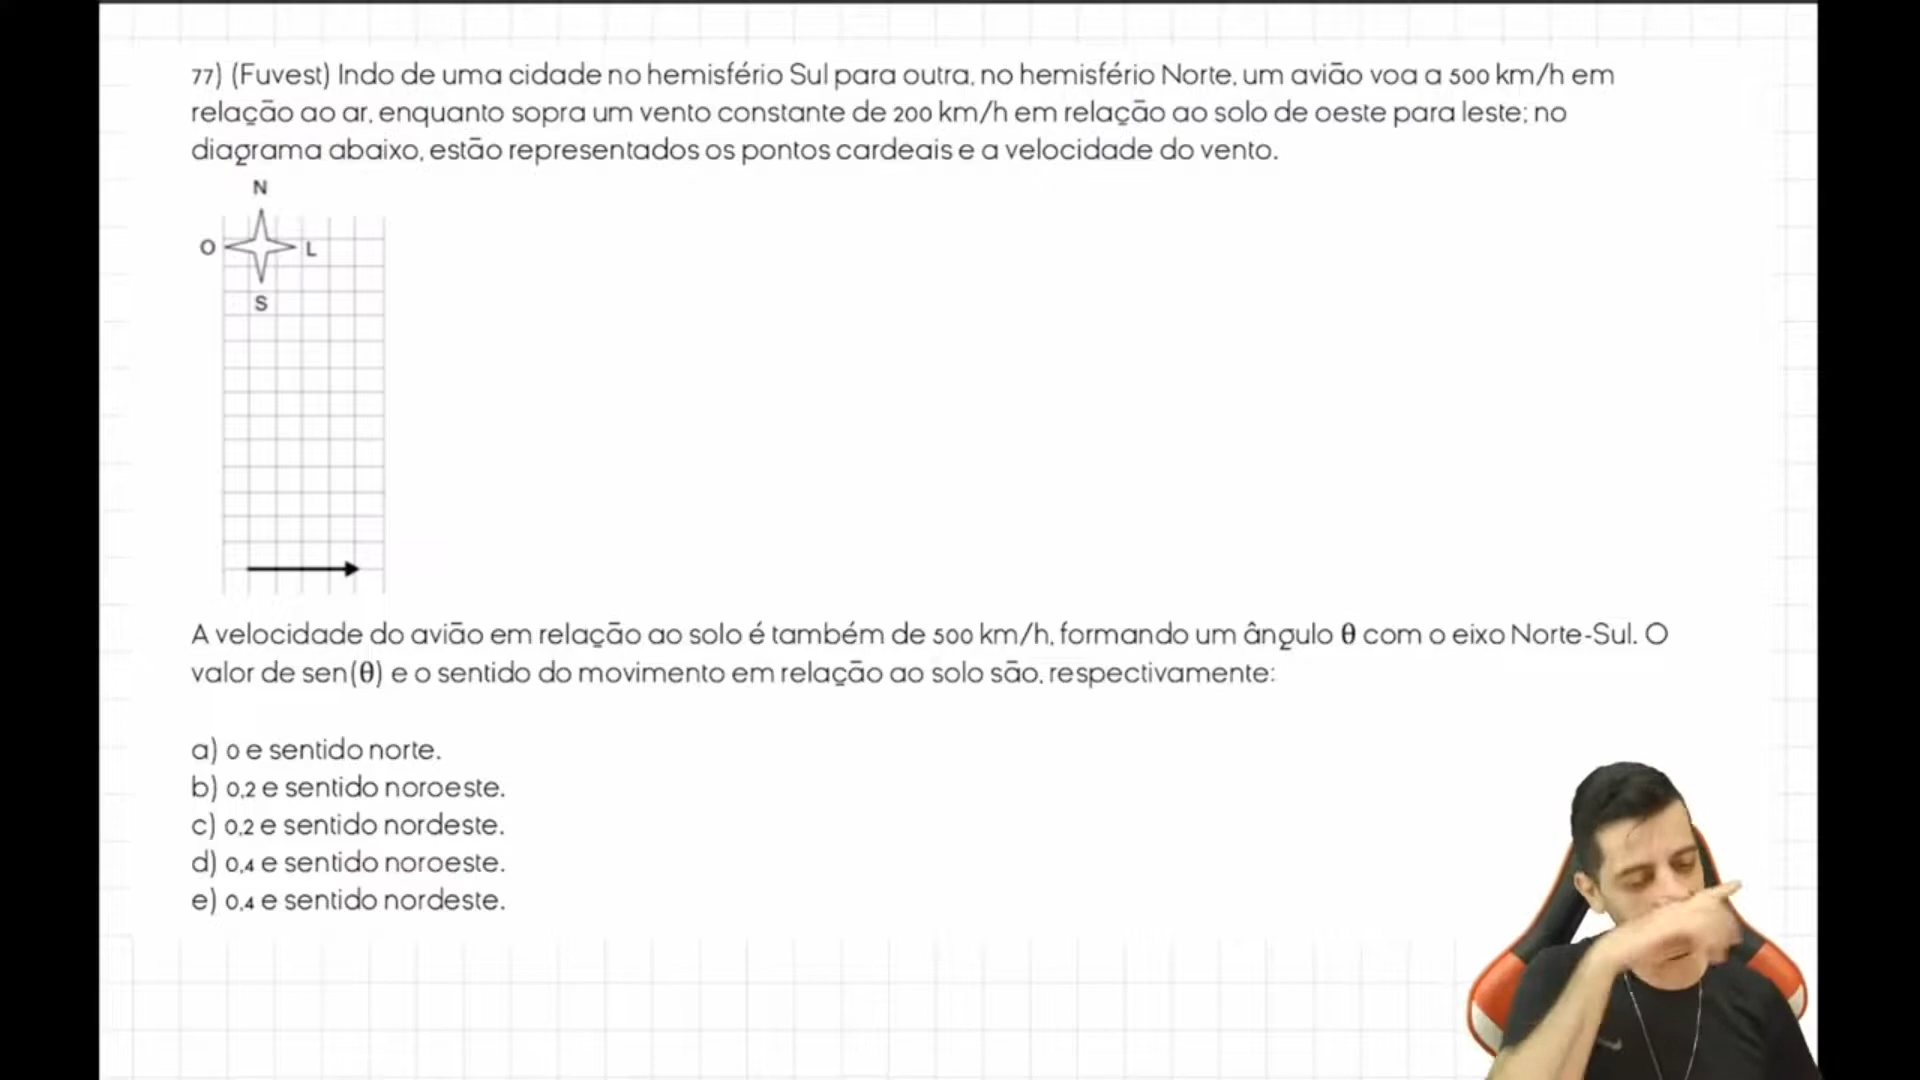 77) (Fuvest) Indo de uma cidade no hemisfério Sul para outra, no hemisfério Norte, um avião voa a 500 km/h em
relação ao ar, enquanto sopra um vento constante de 200 km/h em relação ao solo de oeste para leste; no
diagrama abaixo, estão representados os pontos cardeais e a velocidade do vento.
N
O L
S
A velocidade do avião em relação ao solo é também de 500 km/h, formando um ângulo θ com o eixo Norte-Sul. O
valor de sen(θ) e o sentido do movimento em relação ao solo são, respectivamente:
a) 0 e sentido norte.
b) 0,2 e sentido noroeste.
c) 0,2 e sentido nordeste.
d) 0,4 e sentido noroeste.
e) 0,4 e sentido nordeste.